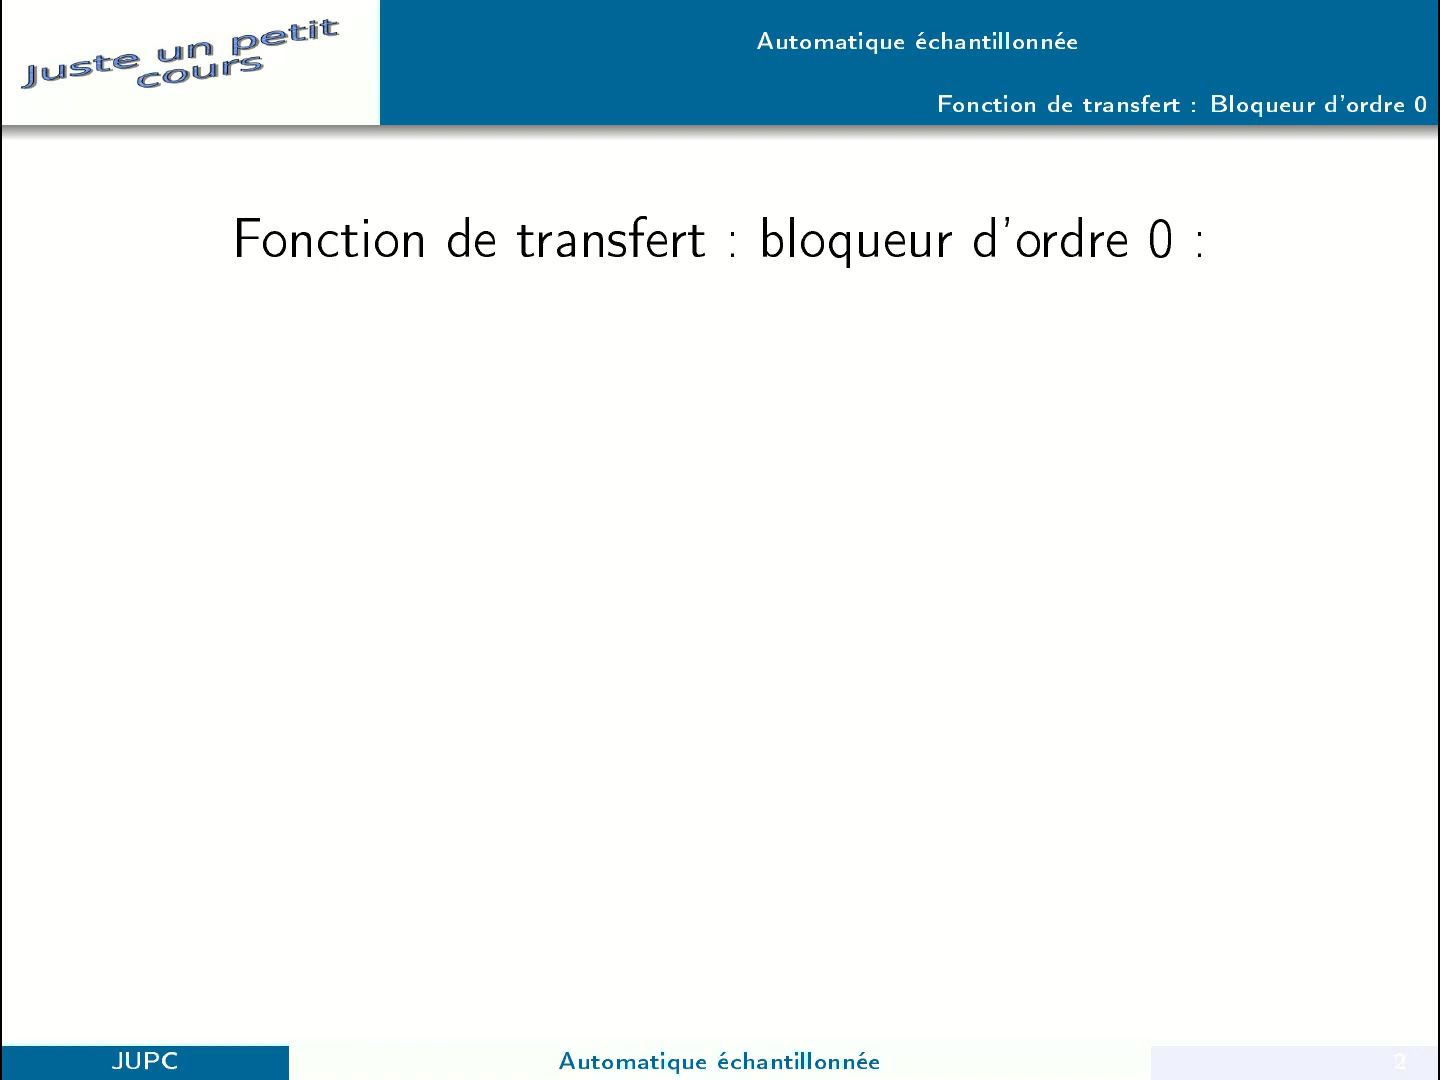 Juste un petit
cours
Automatique échantillonnée
Fonction de transfert : Bloqueur d'ordre 0
Fonction de transfert : bloqueur d'ordre 0 :
JUPC
Automatique échantillonnée
2